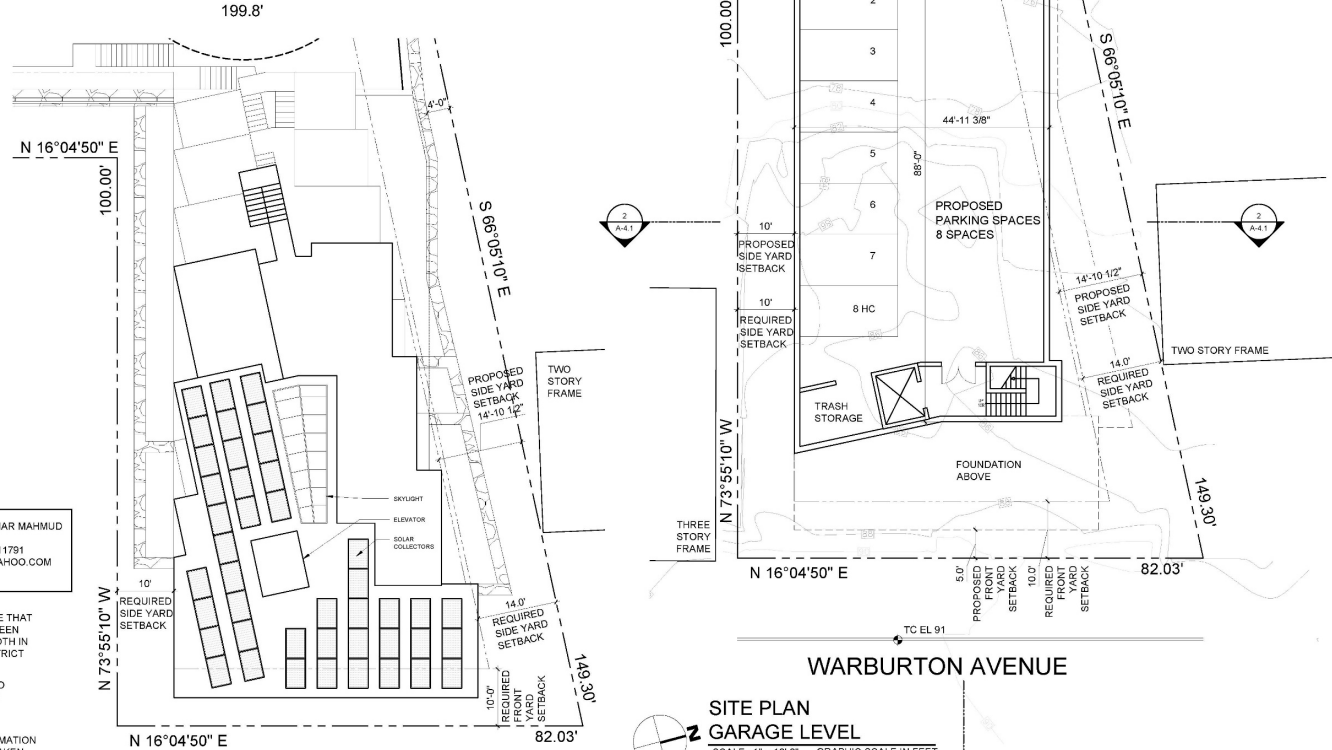 199.8'
4'-0"
N 16°04'50" E
100.00'
S 66°05'10" E
PROPOSED
SIDE YARD
SETBACK
14'-10 1/2"
TWO
STORY
FRAME
SKYLIGHT
ELEVATOR
SOLAR
COLLECTORS
AR MAHMUD
1791
AHOO.COM
10'
REQUIRED
SIDE YARD
SETBACK
E THAT
EEN
OTH IN
TRICT
MATION
N 73°55'10" W
14.0'
REQUIRED
SIDE YARD
SETBACK
10'-0"
REQUIRED
FRONT
YARD
SETBACK
149.30'
N 16°04'50" E
82.03'
100.00'
2
3
4
5
6
7
8 HC
44'-11 3/8"
88'-0"
S 66°05'10" E
PROPOSED
PARKING SPACES
8 SPACES
2
A-4.1
2
A-4.1
10'
PROPOSED
SIDE YARD
SETBACK
10'
REQUIRED
SIDE YARD
SETBACK
14'-10 1/2"
PROPOSED
SIDE YARD
SETBACK
TWO STORY FRAME
14.0'
REQUIRED
SIDE YARD
SETBACK
TRASH
STORAGE
FOUNDATION
ABOVE
N 73°55'10" W
THREE
STORY
FRAME
149.30'
N 16°04'50" E
5.0'
PROPOSED
FRONT
YARD
SETBACK
10.0'
REQUIRED
FRONT
YARD
SETBACK
82.03'
TC EL 91
WARBURTON AVENUE
N
SITE PLAN
GARAGE LEVEL